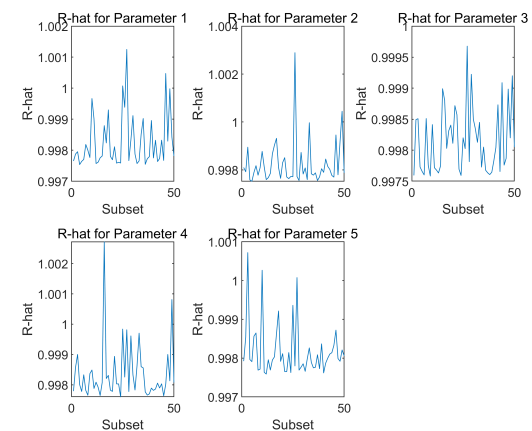 R-hat for Parameter 1
1.002
1.001
1
0.999
0.998
0.997
R-hat
0
50
Subset
R-hat for Parameter 2
1.004
1.002
1
0.998
R-hat
0
50
Subset
R-hat for Parameter 3
0.9995
0.999
0.9985
0.998
0.9975
R-hat
0
50
Subset
R-hat for Parameter 4
1.002
1.001
1
0.999
0.998
R-hat
0
50
Subset
R-hat for Parameter 5
1.001
1
0.999
0.998
0.997
R-hat
0
50
Subset